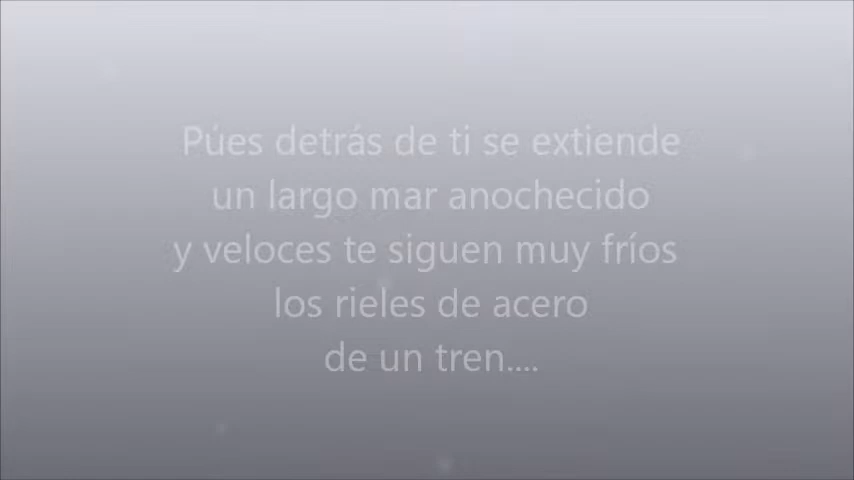 Púes detrás de ti se extiende
un largo mar anochecido
y veloces te siguen muy fríos
los rieles de acero
de un tren....